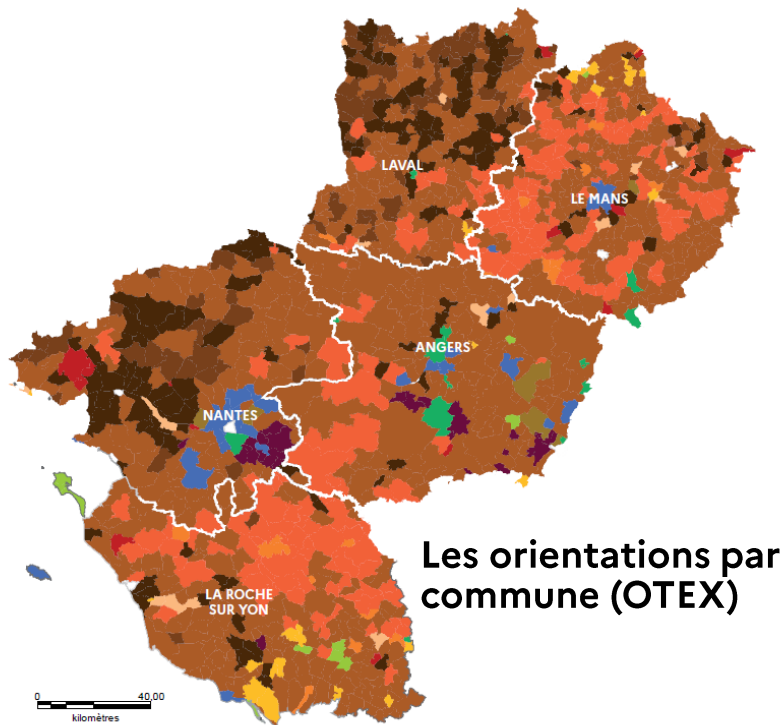 LAVAL
LE MANS
ANGERS
NANTES
Les orientations par
commune (OTEX)
LA ROCHE
SUR YON
0 40,00
kilomètres